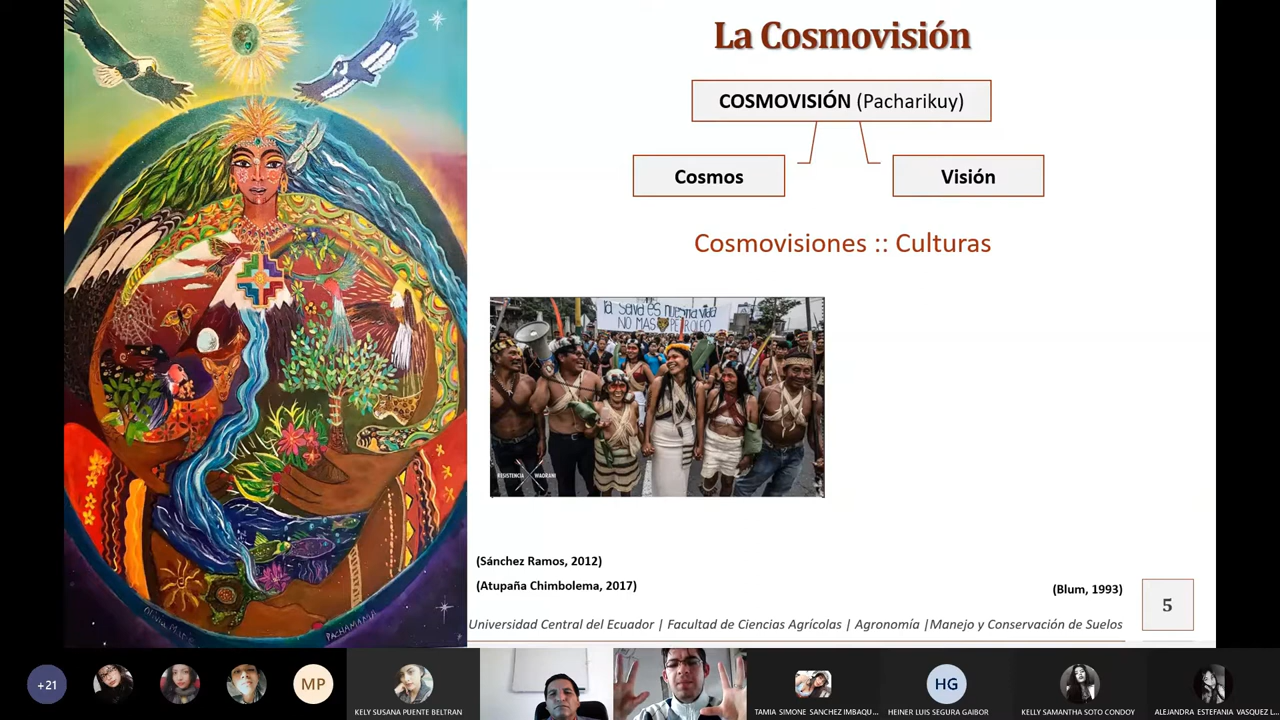 La Cosmovisión
COSMOVISIÓN (Pacharikuy)
Cosmos
Visión
Cosmovisiones :: Culturas
la Selva es nuestra vida
NO MAS PETROLEO
RESISTENCIA WAORANI
PACHAMAMA
(Sánchez Ramos, 2012)
(Atupaña Chimbolema, 2017)
(Blum, 1993)
5
Universidad Central del Ecuador | Facultad de Ciencias Agrícolas | Agronomía |Manejo y Conservación de Suelos
+21
MP
KELY SUSANA PUENTE BELTRAN
TAMIA SIMONE SANCHEZ IMBAQU...
HG
HEINER LUIS SEGURA GAIBOR
KELLY SAMANTHA SOTO CONDOY
ALEJANDRA ESTEFANIA VASQUEZ L...